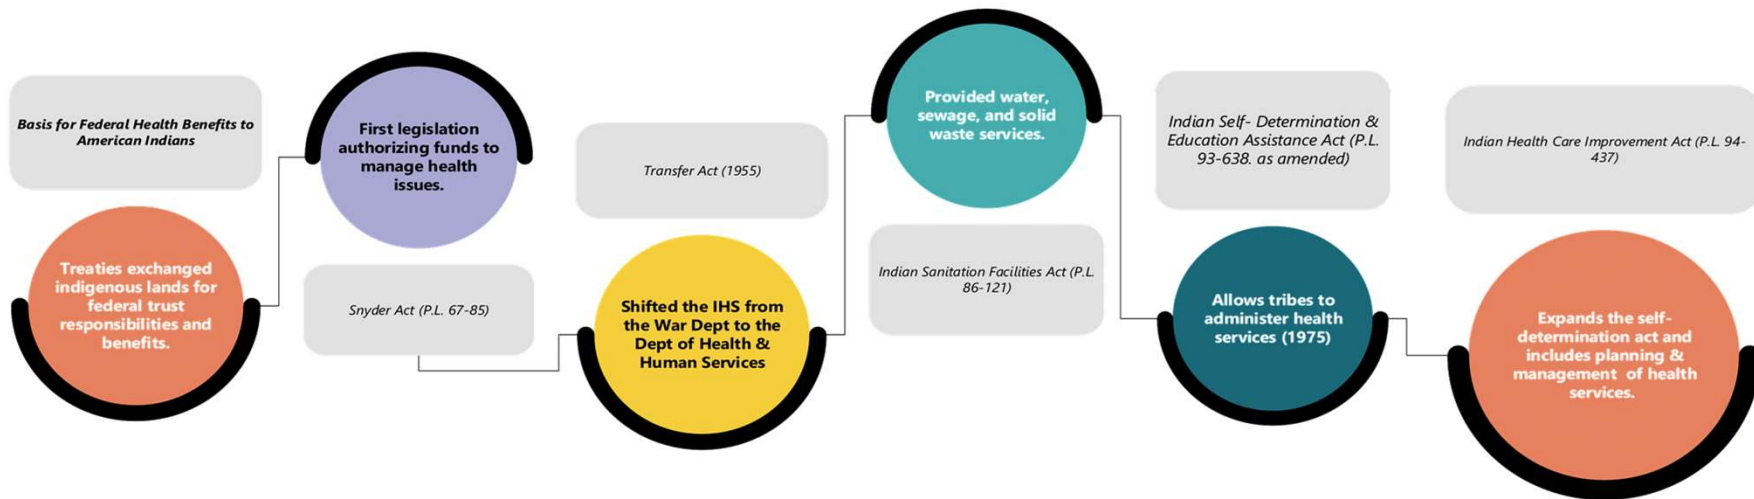 Basis for Federal Health Benefits to
American Indians
Treaties exchanged
indigenous lands for
federal trust
responsibilities and
benefits.
First legislation
authorizing funds to
manage health
issues.
Snyder Act (P.L. 67-85)
Transfer Act (1955)
Shifted the IHS from
the War Dept to the
Dept of Health &
Human Services
Provided water,
sewage, and solid
waste services.
Indian Sanitation Facilities Act (P.L.
86-121)
Indian Self- Determination &
Education Assistance Act (P.L.
93-638. as amended)
Allows tribes to
administer health
services (1975)
Indian Health Care Improvement Act (P.L. 94-
437)
Expands the self-
determination act and
includes planning &
management of health
services.